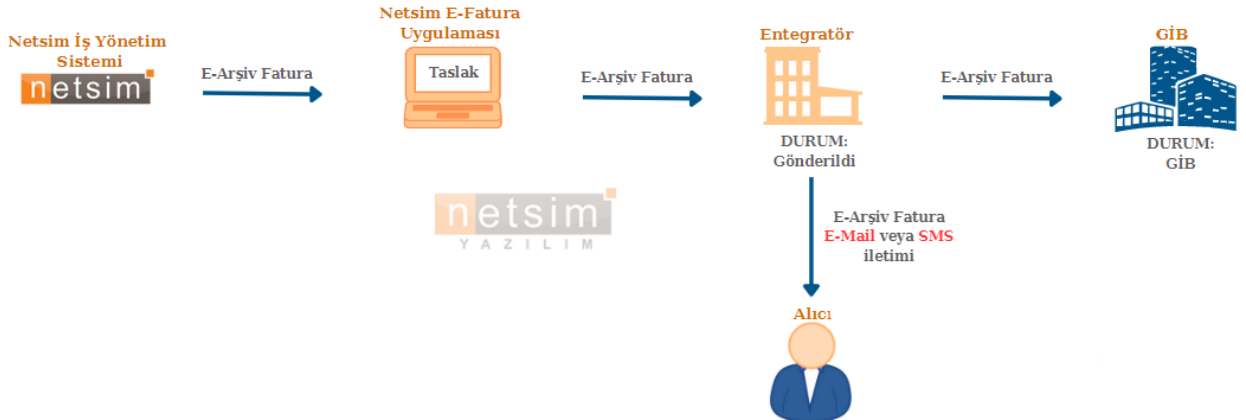 Netsim İş Yönetim
Sistemi
netsim
E-Arşiv Fatura
Netsim E-Fatura
Uygulaması
Taslak
E-Arşiv Fatura
Entegratör
DURUM:
Gönderildi
E-Arşiv Fatura
GİB
DURUM:
GİB
netsim
YAZILIM
E-Arşiv Fatura
E-Mail veya SMS
iletimi
Alıcı